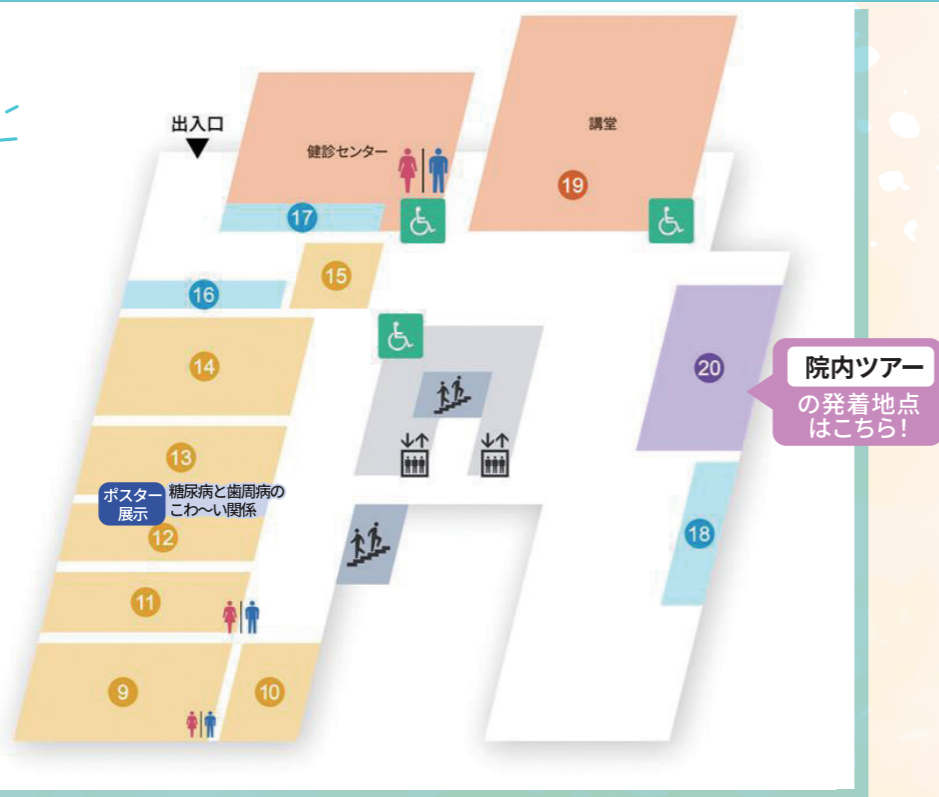 出入口
健診センター
講堂
19
17
15
16
14
20
院内ツアー
の発着地点
はこちら！
13
ポスター
展示
糖尿病と歯周病の
こわ〜い関係
12
18
11
9
10